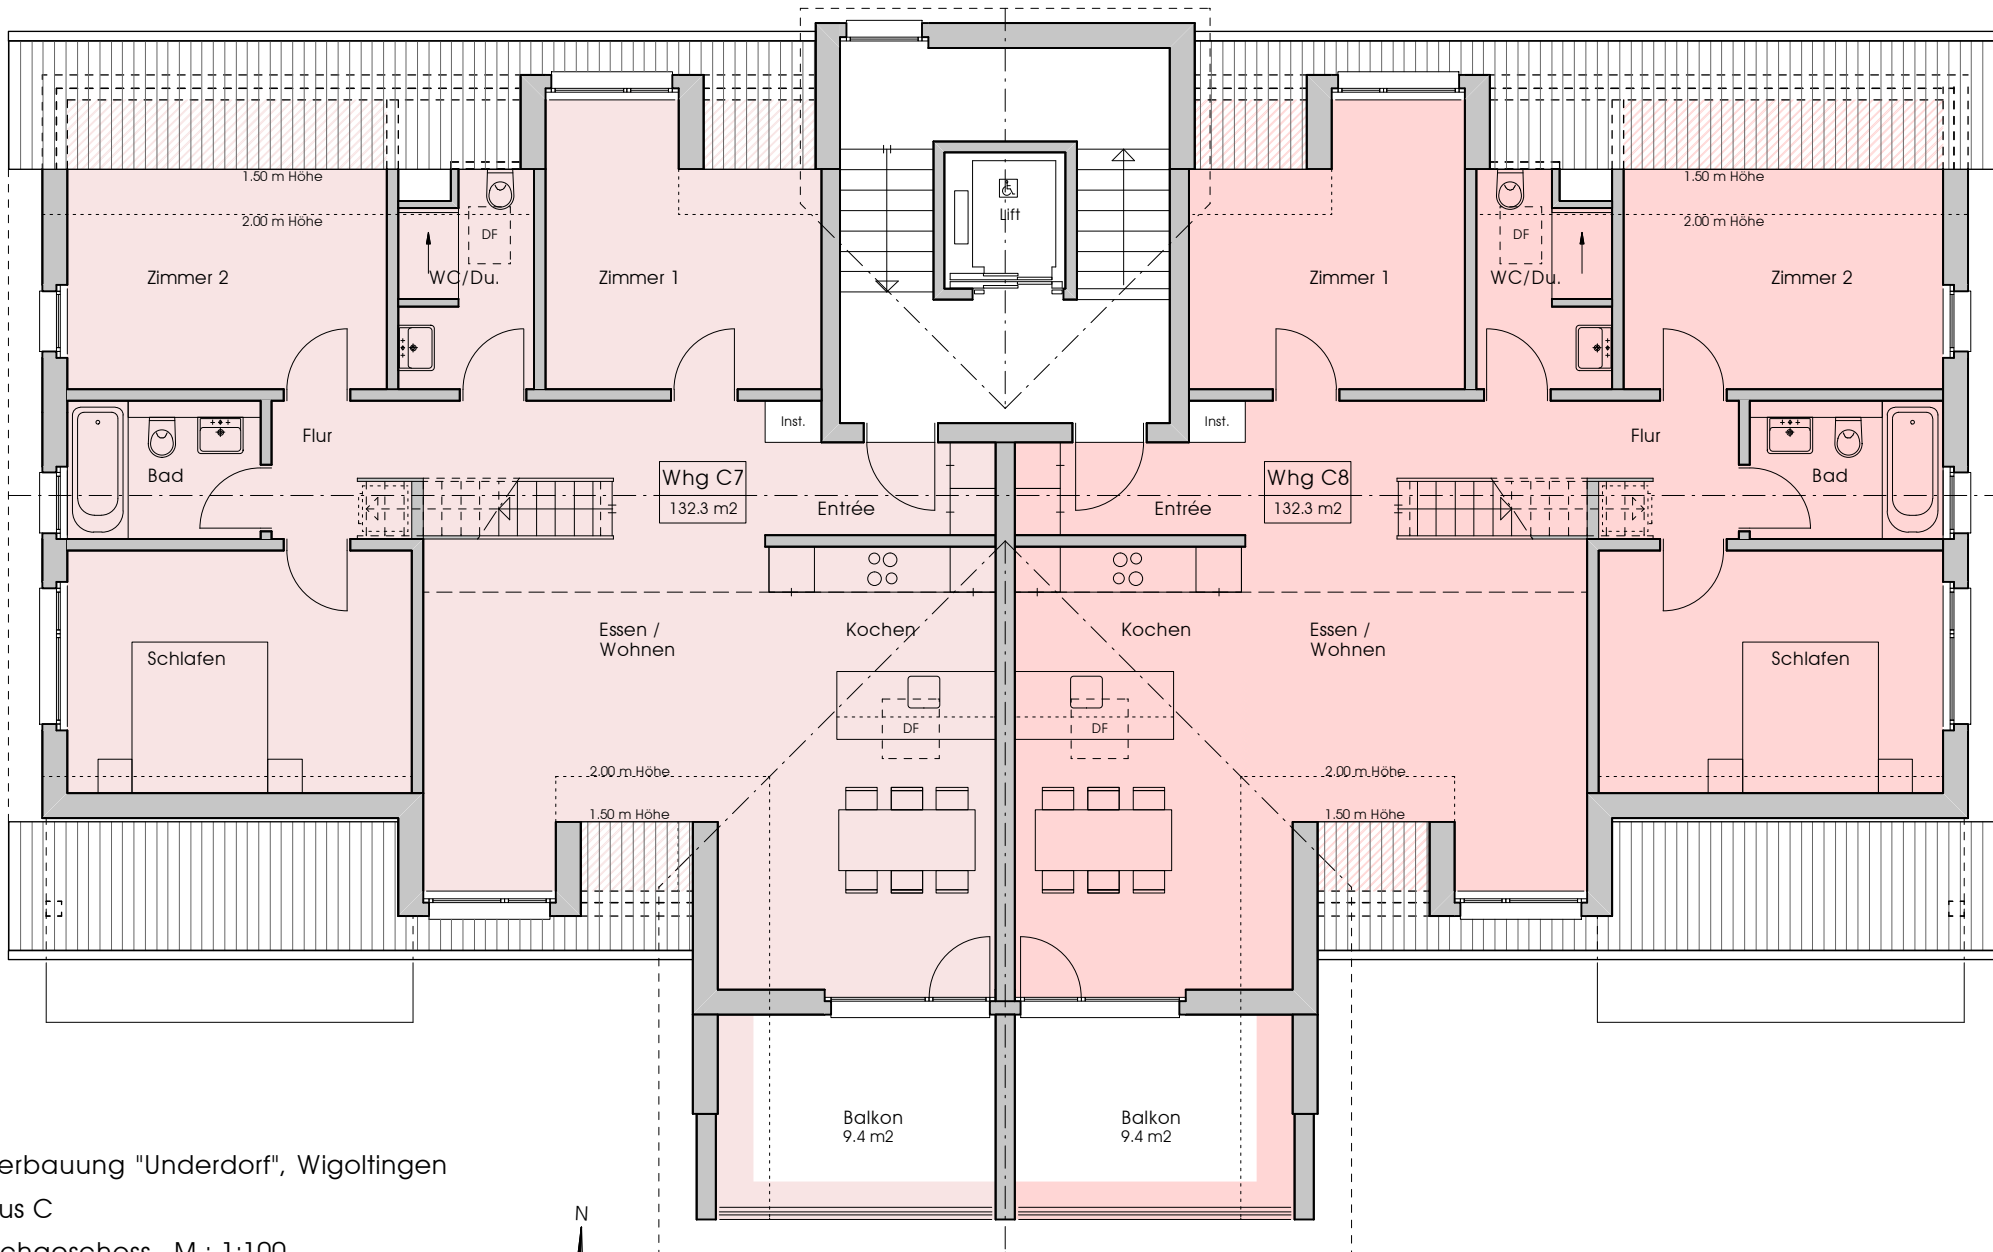 1.50 m Höhe
1.50 m Höhe
Lift
2.00 m Höhe
2.00 m Höhe
DF
DF
Zimmer 2
WC/Du.
Zimmer 1
Zimmer 1
WC/Du.
Zimmer 2
Inst.
Inst.
Flur
Flur
Bad
Whg C7
Whg C8
Bad
132.3 m2
Entrée
Entrée
132.3 m2
Essen /
Wohnen
Kochen
Kochen
Essen /
Wohnen
Schlafen
Schlafen
DF
DF
2.00 m Höhe
2.00 m Höhe
1.50 m Höhe
1.50 m Höhe
Balkon
9.4 m2
Balkon
9.4 m2
erbauung "Underdorf", Wigoltingen
us C
chgeschoss M : 1:100
N